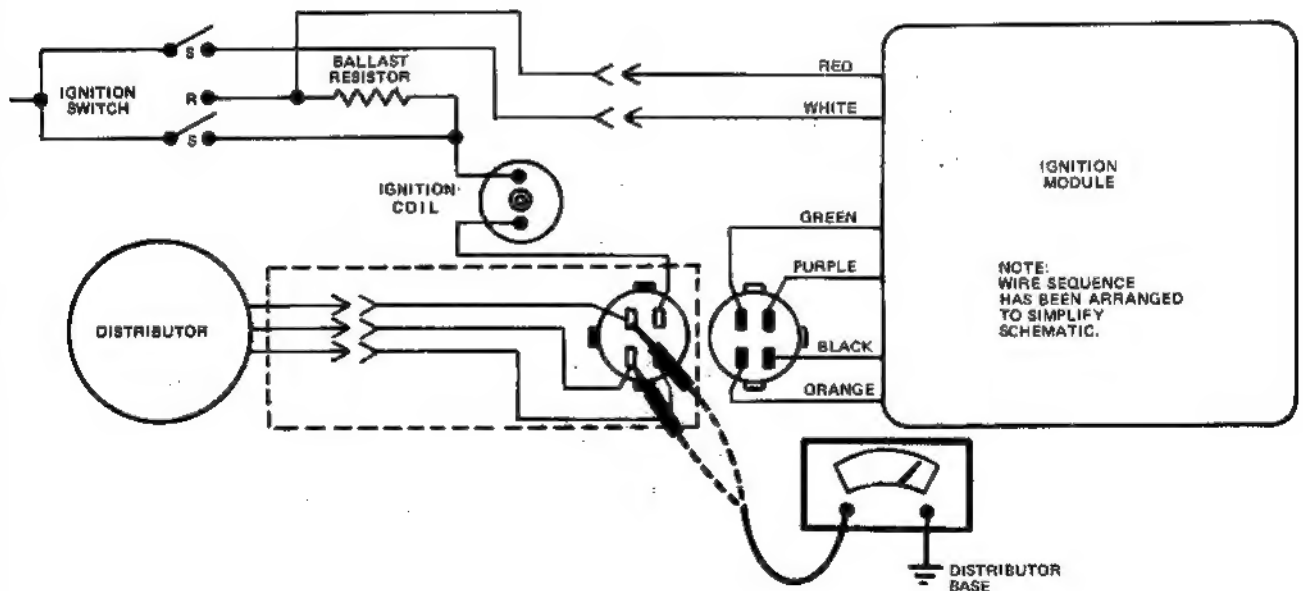 S
BALLAST
RESISTOR
IGNITION
SWITCH
R
S
RED
WHITE
IGNITION
COIL
IGNITION
MODULE
GREEN
PURPLE
NOTE:
WIRE SEQUENCE
HAS BEEN ARRANGED
TO SIMPLIFY
SCHEMATIC.
DISTRIBUTOR
BLACK
ORANGE
DISTRIBUTOR
BASE